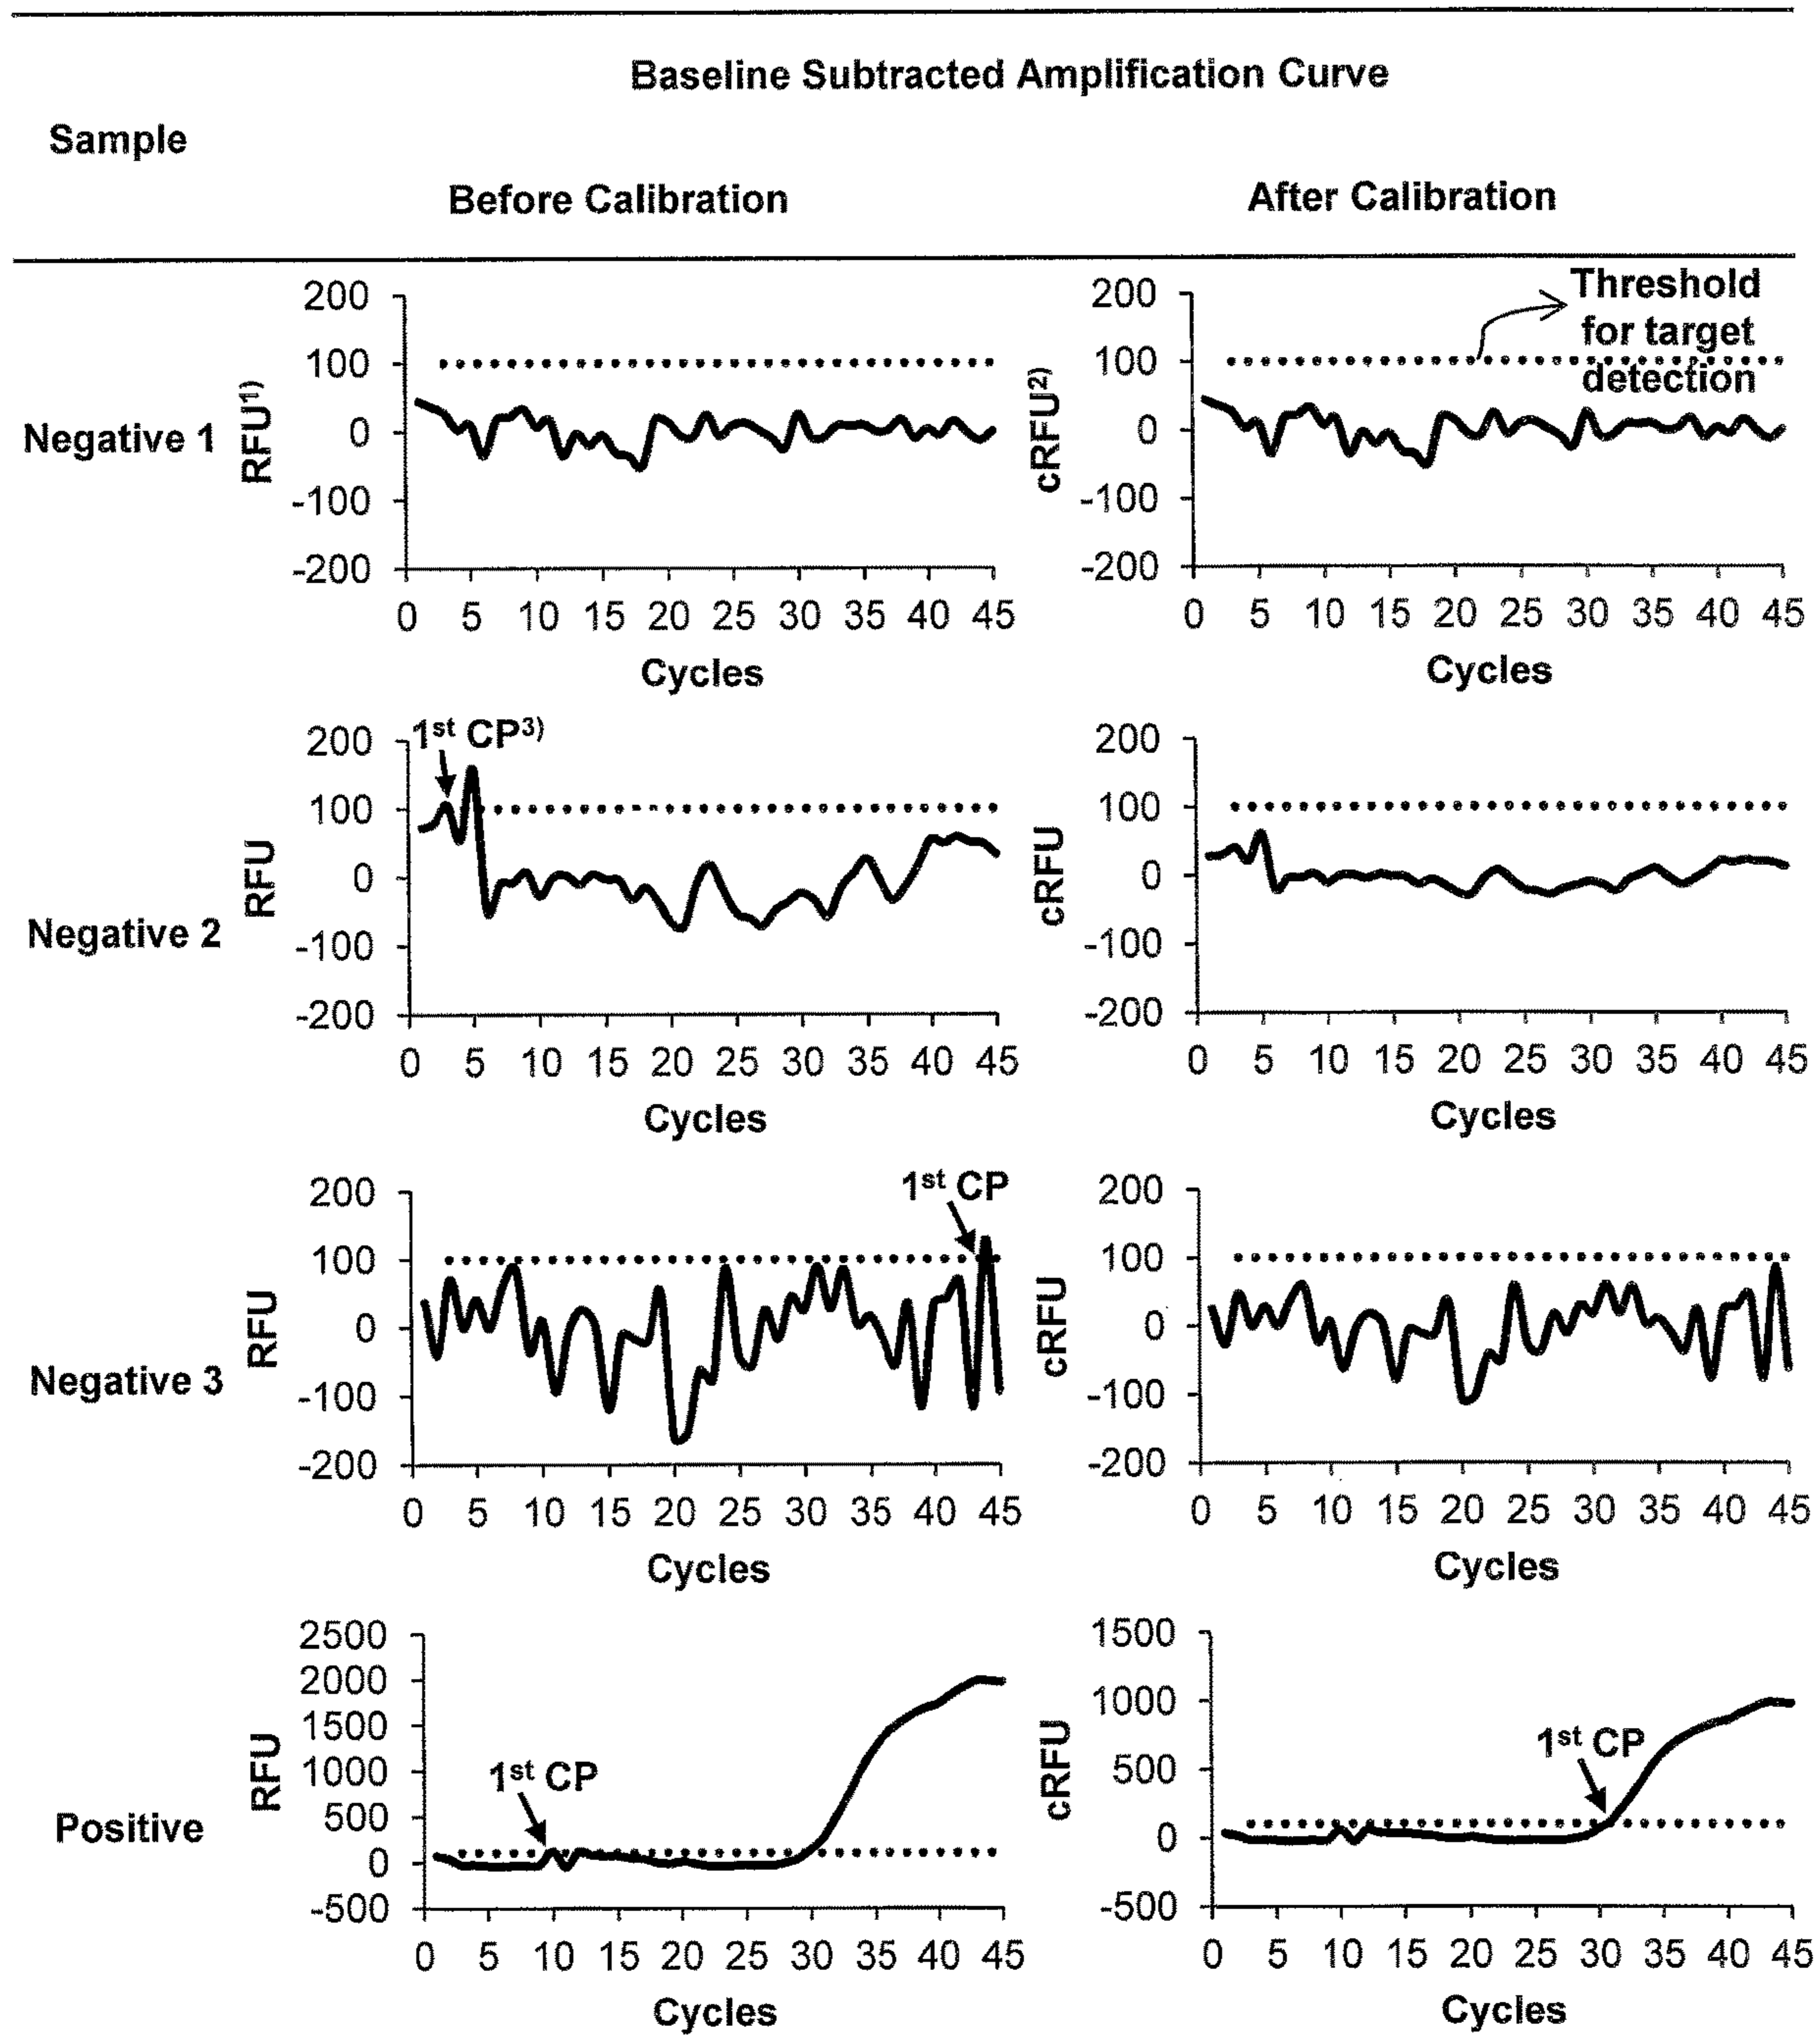 Baseline Subtracted Amplification Curve
Sample
Before Calibration
After Calibration
Negative 1
RFU1)
200
100
0
-100
-200
0 5 10 15 20 25 30 35 40 45
Cycles
cRFU2)
200
100
0
-100
-200
Threshold
for target
detection
0 5 10 15 20 25 30 35 40 45
Cycles
Negative 2
RFU
200
100
0
-100
-200
1st CP3)
0 5 10 15 20 25 30 35 40 45
Cycles
cRFU
200
100
0
-100
-200
0 5 10 15 20 25 30 35 40 45
Cycles
Negative 3
RFU
200
100
0
-100
-200
1st CP
0 5 10 15 20 25 30 35 40 45
Cycles
cRFU
200
100
0
-100
-200
0 5 10 15 20 25 30 35 40 45
Cycles
Positive
RFU
2500
2000
1500
1000
500
0
-500
1st CP
0 5 10 15 20 25 30 35 40 45
Cycles
cRFU
1500
1000
500
0
-500
1st CP
0 5 10 15 20 25 30 35 40 45
Cycles